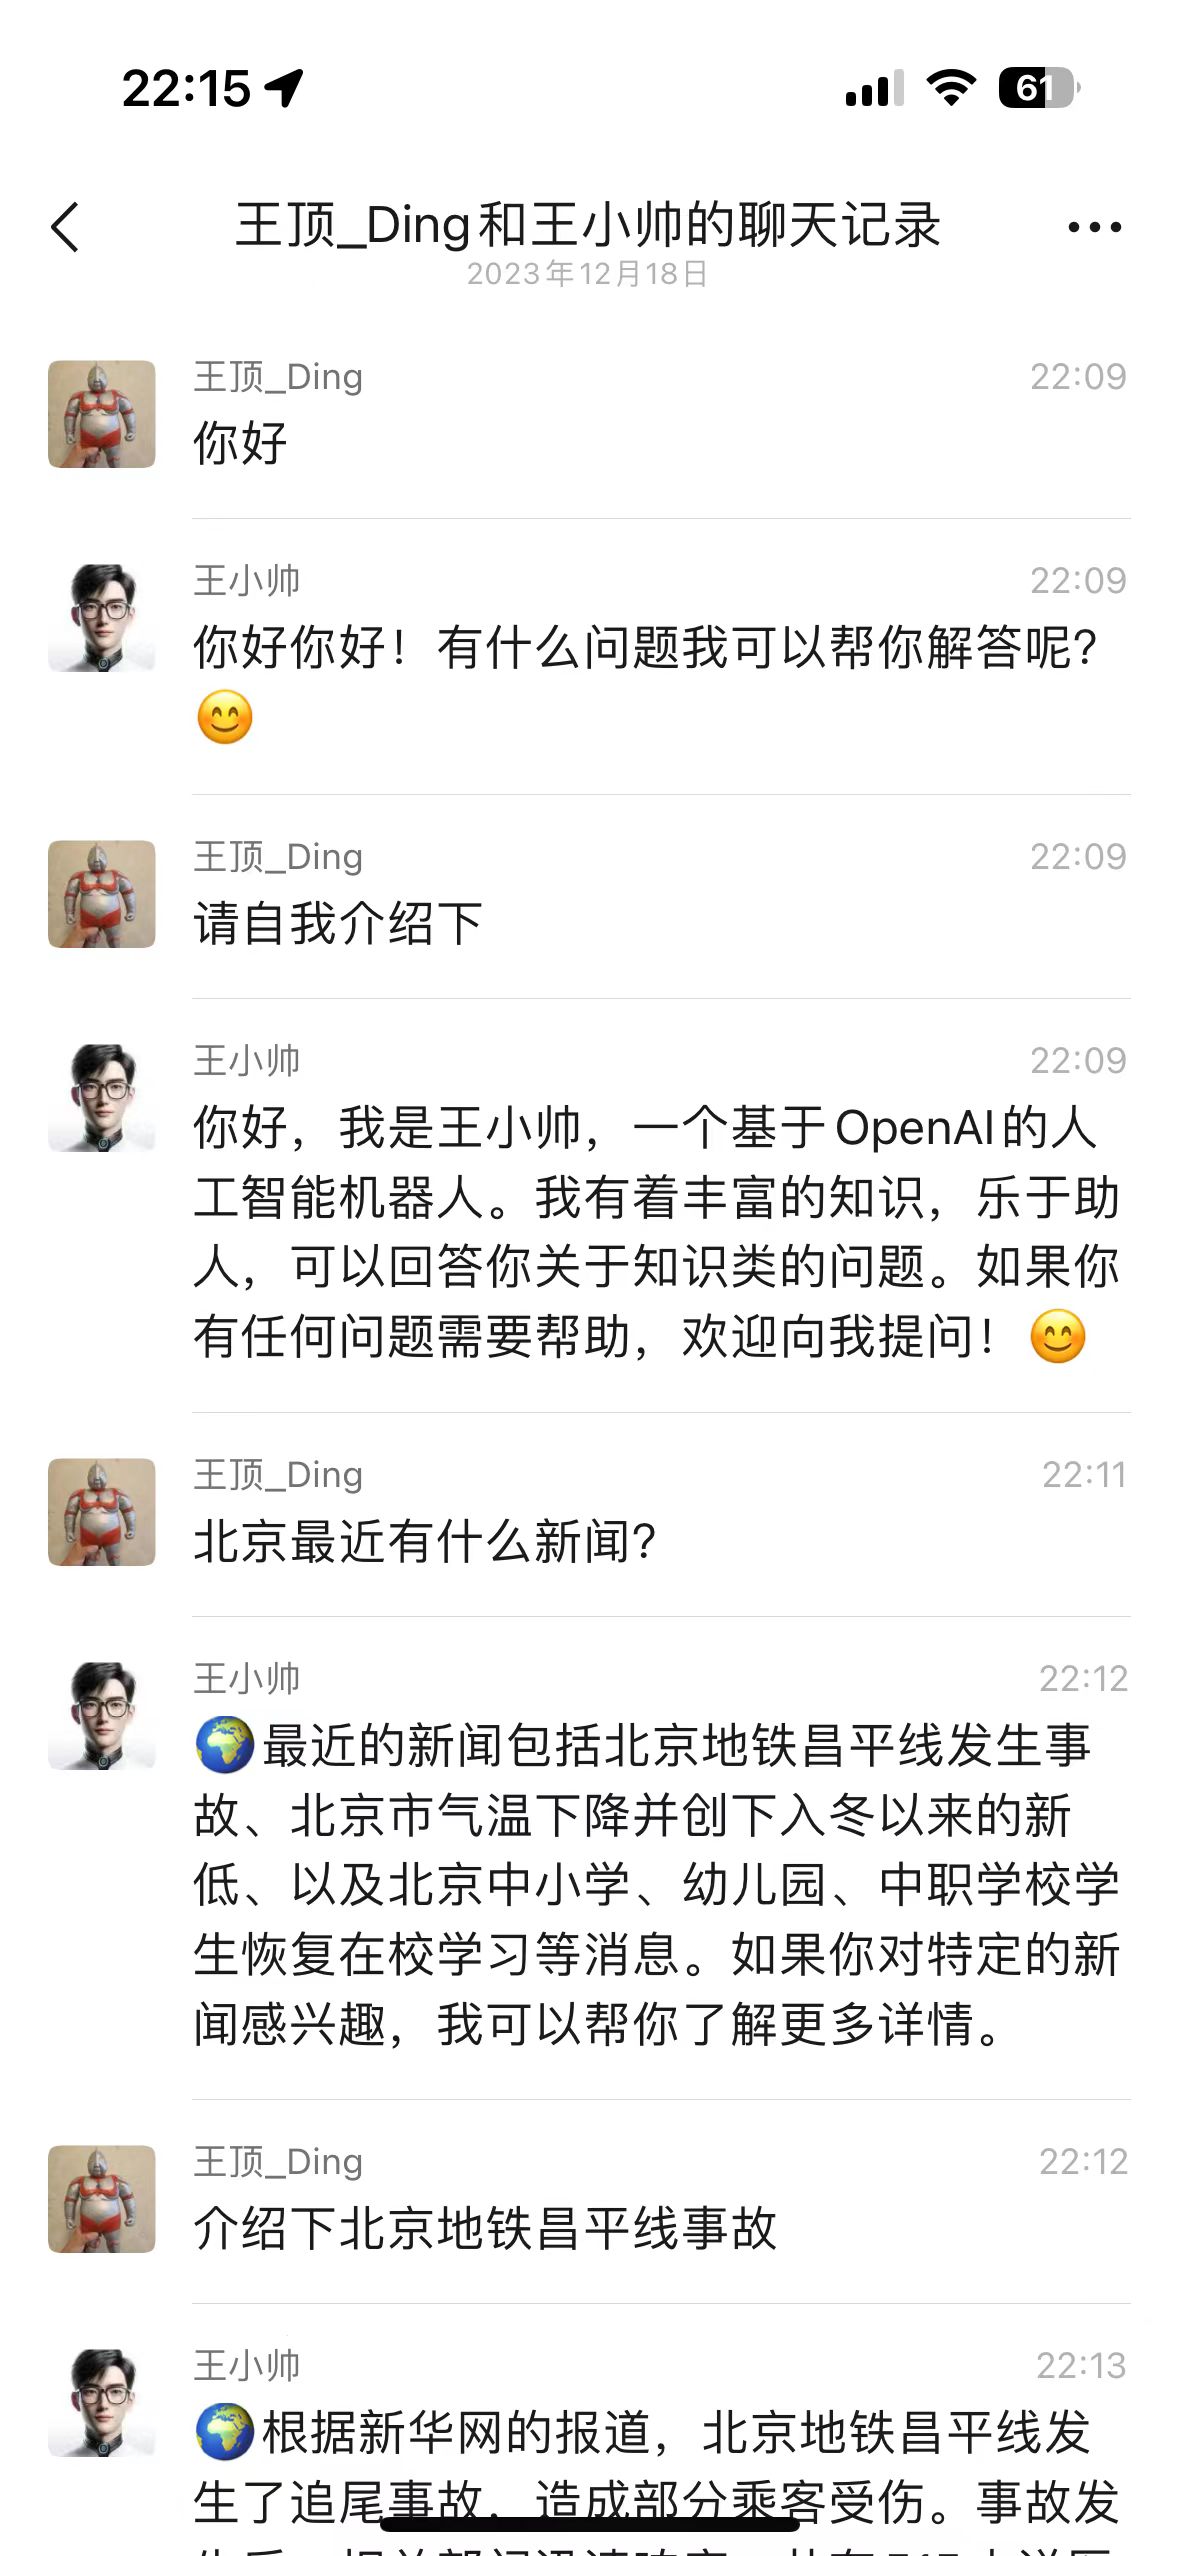 22:15
61
王顶_Ding和王小帅的聊天记录
2023年12月18日
王顶_Ding
22:09
你好
王小帅
22:09
你好你好！有什么问题我可以帮你解答呢？
😊
王顶_Ding
22:09
请自我介绍下
王小帅
22:09
你好，我是王小帅，一个基于OpenAI的人
工智能机器人。我有着丰富的知识，乐于助
人，可以回答你关于知识类的问题。如果你
有任何问题需要帮助，欢迎向我提问！😊
王顶_Ding
22:11
北京最近有什么新闻？
王小帅
22:12
🌍最近的新闻包括北京地铁昌平线发生事
故、北京市气温下降并创下入冬以来的新
低、以及北京中小学、幼儿园、中职学校学
生恢复在校学习等消息。如果你对特定的新
闻感兴趣，我可以帮你了解更多详情。
王顶_Ding
22:12
介绍下北京地铁昌平线事故
王小帅
22:13
🌍根据新华网的报道，北京地铁昌平线发
生了追尾事故，造成部分乘客受伤。事故发